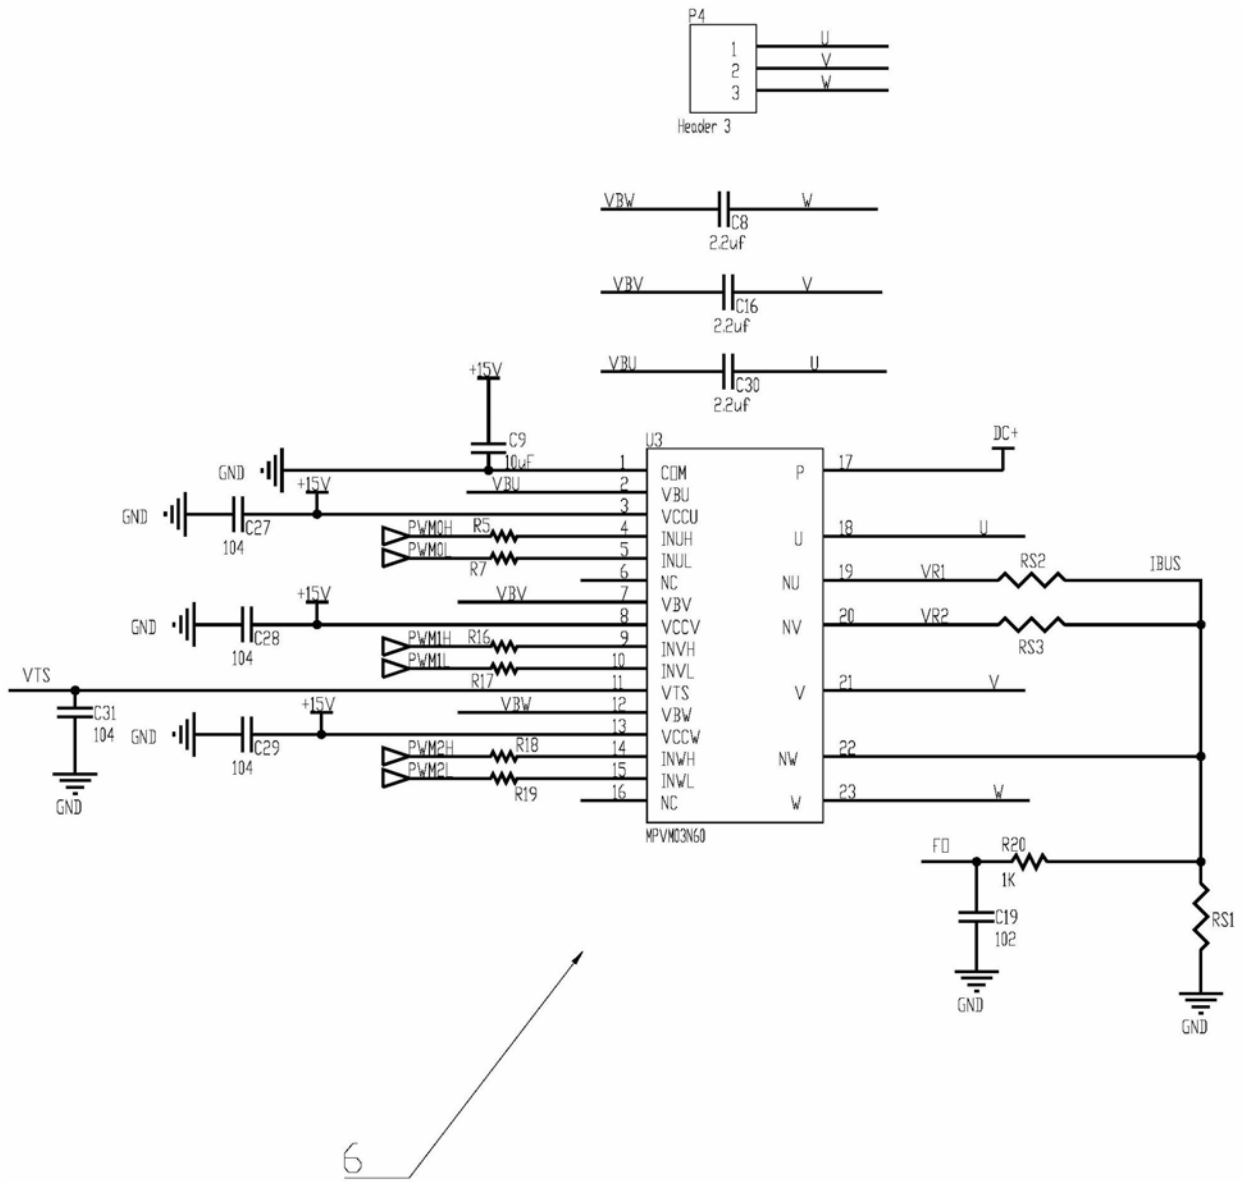 P4
1 U
2 V
3 W
Header 3
VBW W
C8
2.2uf
VBV V
C16
2.2uf
VBU U
C30
2.2uf
+15V
C9
10uF
GND
U3
DC+
1 COM P 17
VBU 2 VBU
+15V
GND C27 3 VCCU
104
PWM0H R5 4 INUH U 18 U
PWM0L R7 5 INUL
6 NC NU 19 VR1 RS2 IBUS
VBV 7 VBV
+15V
GND C28 8 VCCV NV 20 VR2 RS3
104
PWM1H R16 9 INVH
PWM1L R17 10 INVL
VTS 11 VTS V 21 V
C31
104
GND
VBW 12 VBW
+15V
GND C29 13 VCCW
104
PWM2H R18 14 INWH NW 22
PWM2L R19 15 INWL
16 NC W 23 W
MPVM03N60
FO R20
1K
C19
102
GND
RS1
GND
6